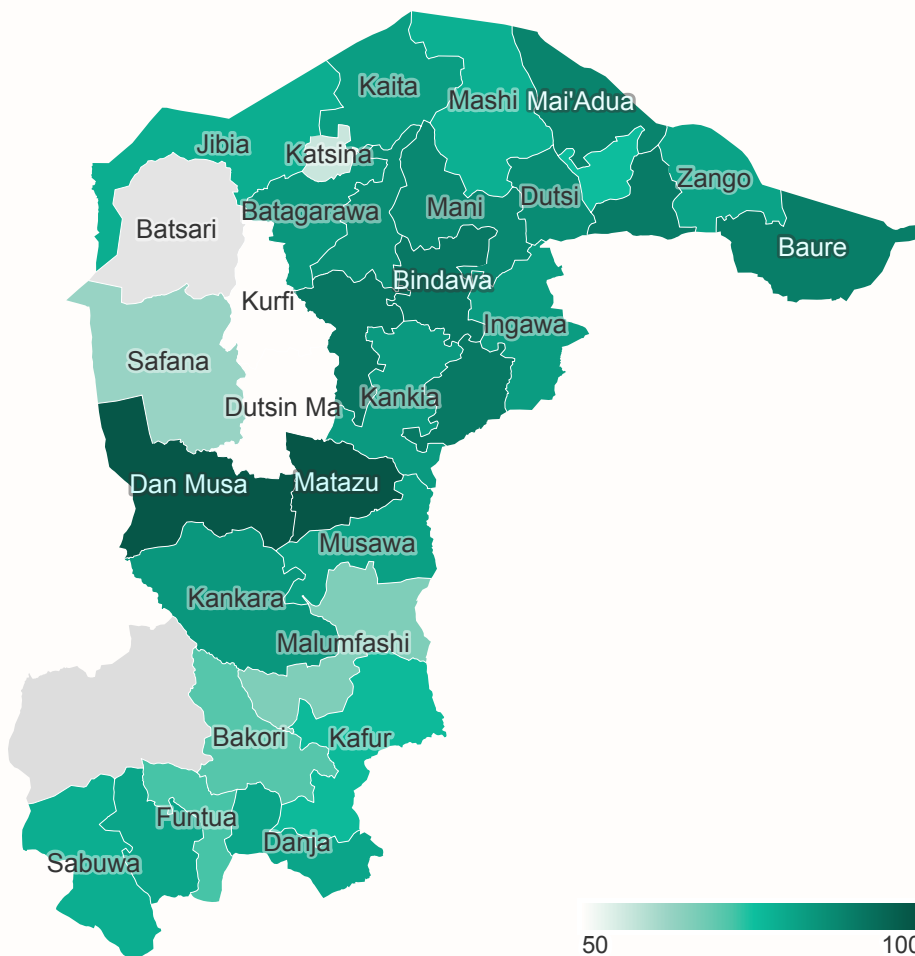 Kaita
Mashi
Mai'Adua
Jibia
Katsina
Zango
Batagarawa
Mani
Dutsi
Batsari
Baure
Bindawa
Kurfi
Ingawa
Safana
Kankia
Dutsin Ma
Dan Musa
Matazu
Musawa
Kankara
Malumfashi
Bakori
Kafur
Funtua
Danja
Sabuwa
50
100